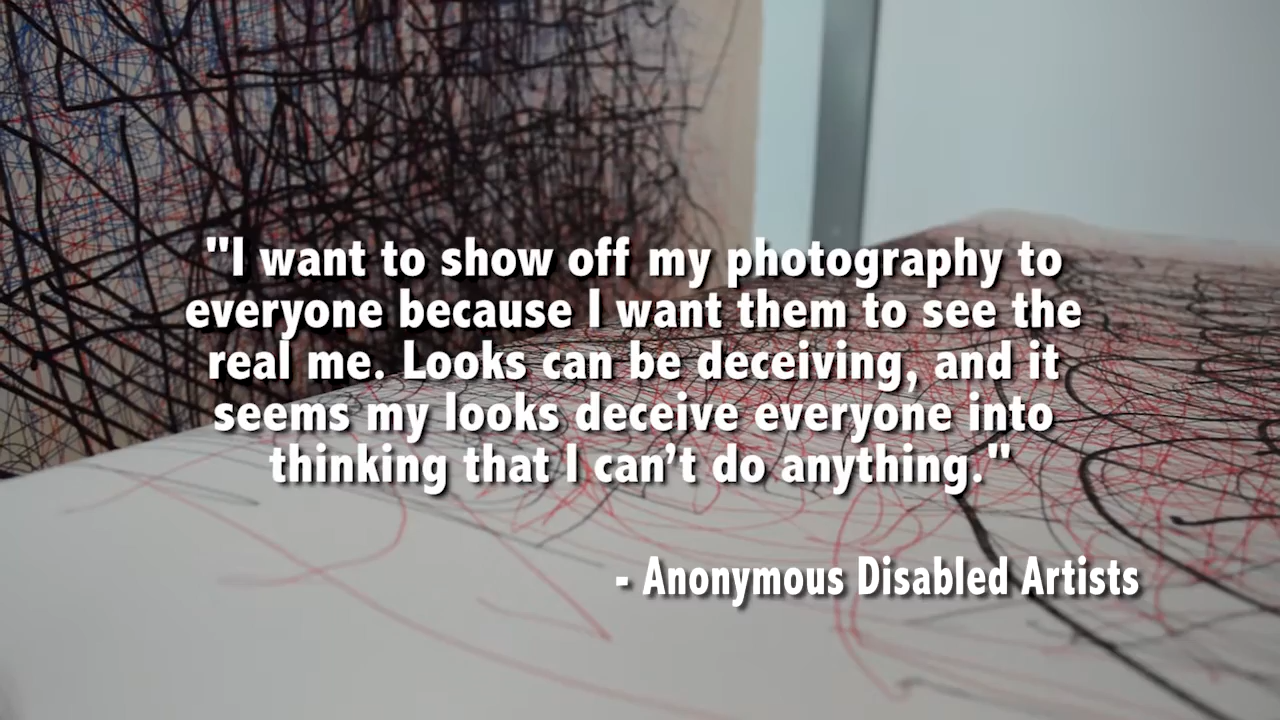 "I want to show off my photography to
everyone because I want them to see the
real me. Looks can be deceiving, and it
seems my looks deceive everyone into
thinking that I can’t do anything."
- Anonymous Disabled Artists